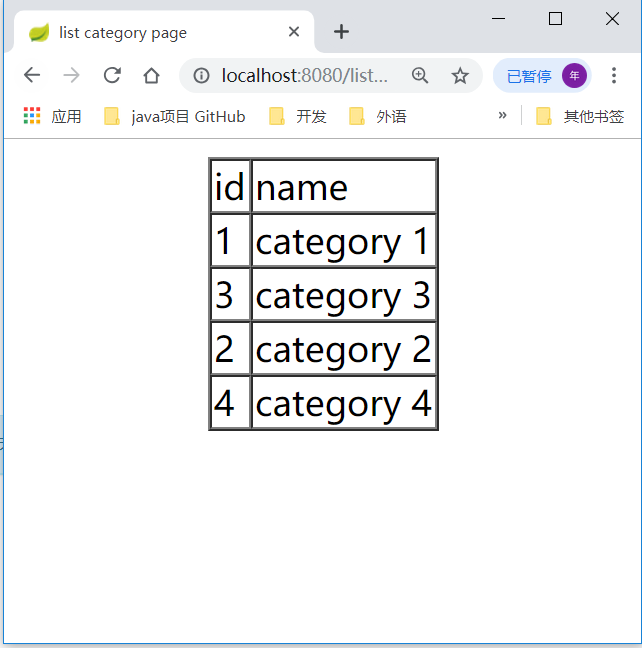 list category page
localhost:8080/list...
已暂停 年
应用 java项目 GitHub 开发 外语 » 其他书签
id name
1 category 1
3 category 3
2 category 2
4 category 4